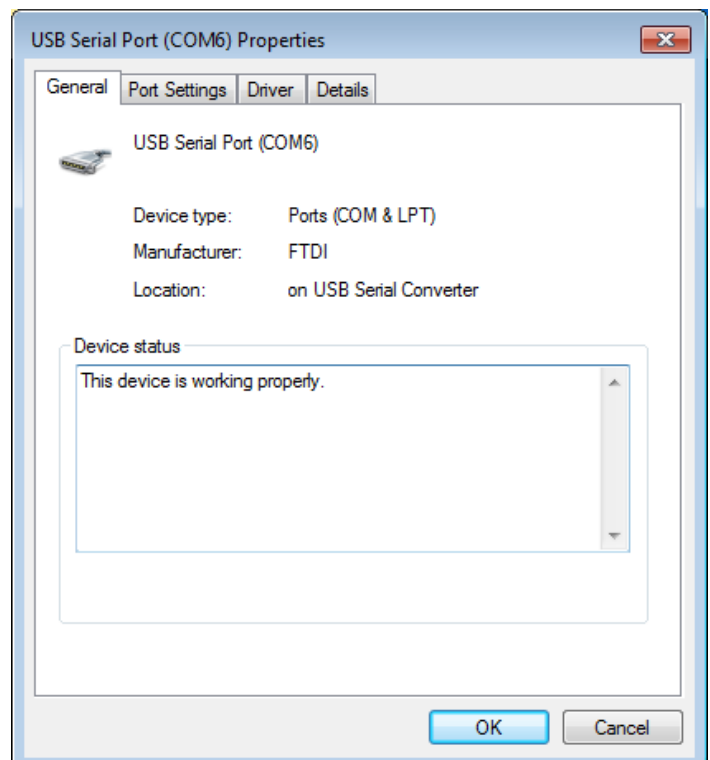 USB Serial Port (COM6) Properties
General Port Settings Driver Details
USB Serial Port (COM6)
Device type: Ports (COM & LPT)
Manufacturer: FTDI
Location: on USB Serial Converter
Device status
This device is working properly.
OK Cancel